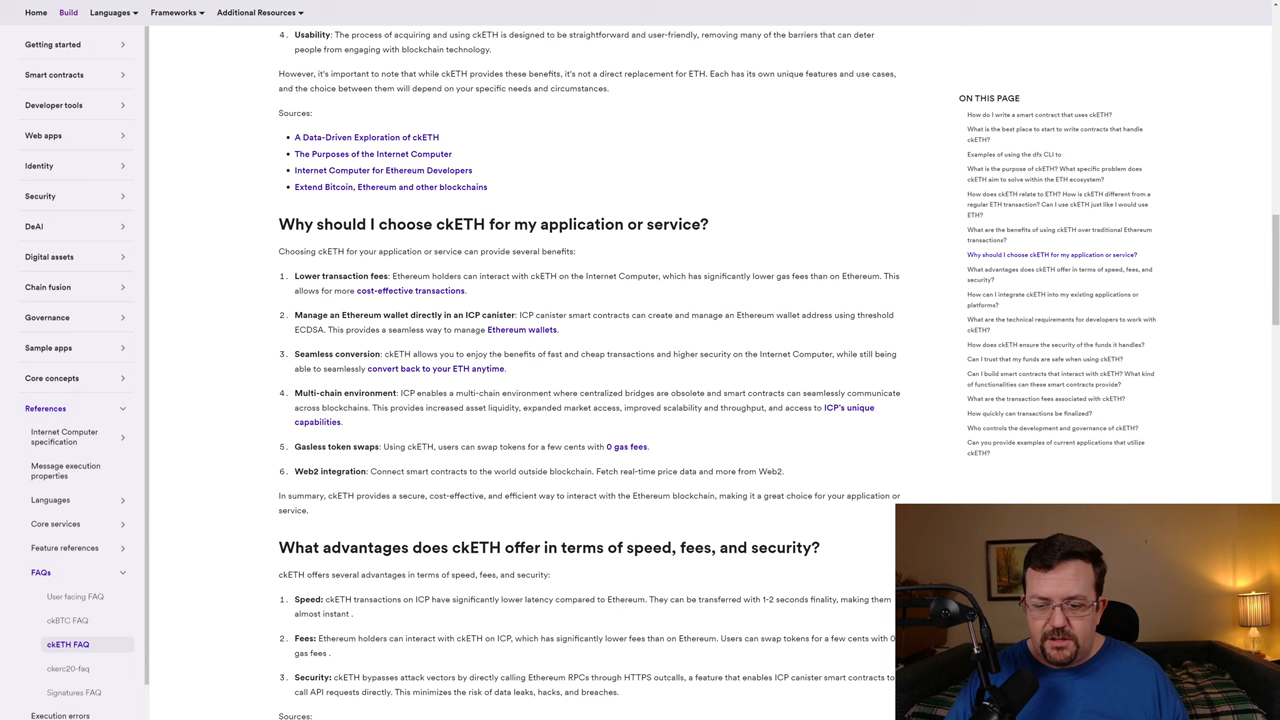 Home Build Languages Frameworks Additional Resources
Getting started
Smart contracts
Developer tools
Web apps
Identity
Security
DeAI
Digital assets
Chain fusion
Governance
Sample apps
Core concepts
References
Internet Computer
specification
Message execution
properties
Languages
Core services
Feature references
FAQs
User facing FAQ
ckBTC FAQ
ckETH FAQ
ckerc20-faq
Signatures FAQ
Execution errors
4. Usability: The process of acquiring and using ckETH is designed to be straightforward and user-friendly, removing many of the barriers that can deter
people from engaging with blockchain technology.
However, it's important to note that while ckETH provides these benefits, it's not a direct replacement for ETH. Each has its own unique features and use cases,
and the choice between them will depend on your specific needs and circumstances.
Sources:
• A Data-Driven Exploration of ckETH
• The Purposes of the Internet Computer
• Internet Computer for Ethereum Developers
• Extend Bitcoin, Ethereum and other blockchains
Why should I choose ckETH for my application or service?
Choosing ckETH for your application or service can provide several benefits:
1. Lower transaction fees: Ethereum holders can interact with ckETH on the Internet Computer, which has significantly lower gas fees than on Ethereum. This
allows for more cost-effective transactions.
2. Manage an Ethereum wallet directly in an ICP canister: ICP canister smart contracts can create and manage an Ethereum wallet address using threshold
ECDSA. This provides a seamless way to manage Ethereum wallets.
3. Seamless conversion: ckETH allows you to enjoy the benefits of fast and cheap transactions and higher security on the Internet Computer, while still being
able to seamlessly convert back to your ETH anytime.
4. Multi-chain environment: ICP enables a multi-chain environment where centralized bridges are obsolete and smart contracts can seamlessly communicate
across blockchains. This provides increased asset liquidity, expanded market access, improved scalability and throughput, and access to ICP's unique
capabilities.
5. Gasless token swaps: Using ckETH, users can swap tokens for a few cents with 0 gas fees.
6. Web2 integration: Connect smart contracts to the world outside blockchain. Fetch real-time price data and more from Web2.
In summary, ckETH provides a secure, cost-effective, and efficient way to interact with the Ethereum blockchain, making it a great choice for your application or
service.
What advantages does ckETH offer in terms of speed, fees, and security?
ckETH offers several advantages in terms of speed, fees, and security:
1. Speed: ckETH transactions on ICP have significantly lower latency compared to Ethereum. They can be transferred with 1-2 seconds finality, making them
almost instant .
2. Fees: Ethereum holders can interact with ckETH on ICP, which has significantly lower fees than on Ethereum. Users can swap tokens for a few cents with 0
gas fees .
3. Security: ckETH bypasses attack vectors by directly calling Ethereum RPCs through HTTPS outcalls, a feature that enables ICP canister smart contracts to
call API requests directly. This minimizes the risk of data leaks, hacks, and breaches.
Sources:
ON THIS PAGE
How do I write a smart contract that uses ckETH?
What is the best place to start to write contracts that handle
ckETH?
Examples of using the dfx CLI to
What is the purpose of ckETH? What specific problem does
ckETH aim to solve within the ETH ecosystem?
How does ckETH relate to ETH? How is ckETH different from a
regular ETH transaction? Can I use ckETH just like I would use
ETH?
What are the benefits of using ckETH over traditional Ethereum
transactions?
Why should I choose ckETH for my application or service?
What advantages does ckETH offer in terms of speed, fees, and
security?
How can I integrate ckETH into my existing applications or
platforms?
What are the technical requirements for developers to work with
ckETH?
How does ckETH ensure the security of the funds it handles?
Can I trust that my funds are safe when using ckETH?
Can I build smart contracts that interact with ckETH? What kind
of functionalities can these smart contracts provide?
What are the transaction fees associated with ckETH?
How quickly can transactions be finalized?
Who controls the development and governance of ckETH?
Can you provide examples of current applications that utilize
ckETH?